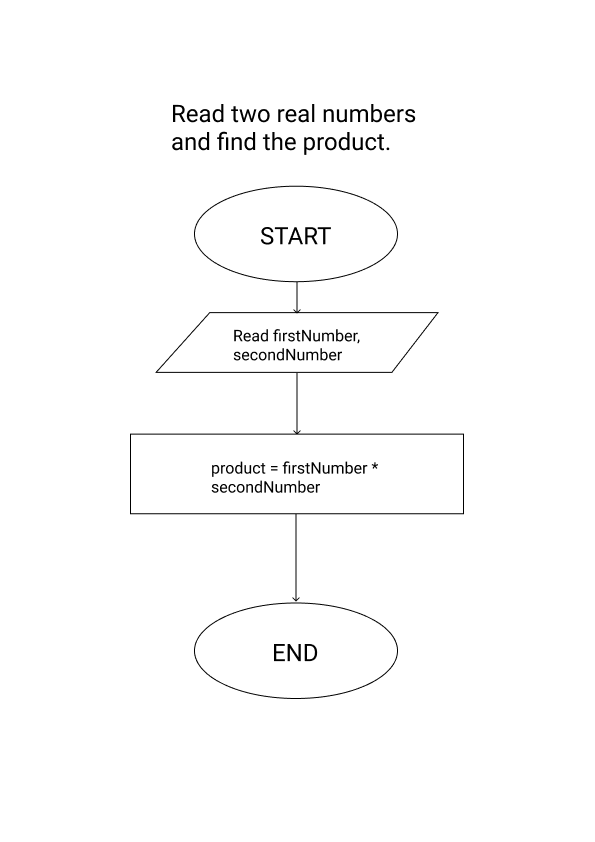 Read two real numbers
and find the product.
START
Read firstNumber,
secondNumber
product = firstNumber *
secondNumber
END